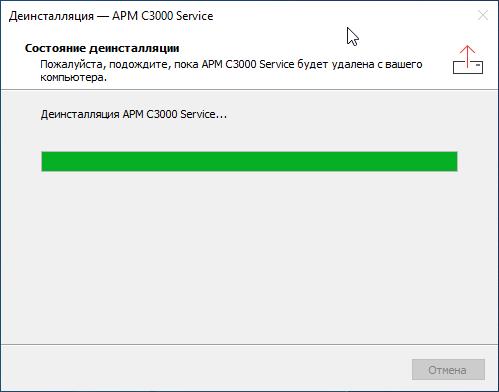 Деинсталляция — АРМ С3000 Service
Состояние деинсталляции
Пожалуйста, подождите, пока АРМ С3000 Service будет удалена с вашего
компьютера.
Деинсталляция АРМ С3000 Service...
Отмена